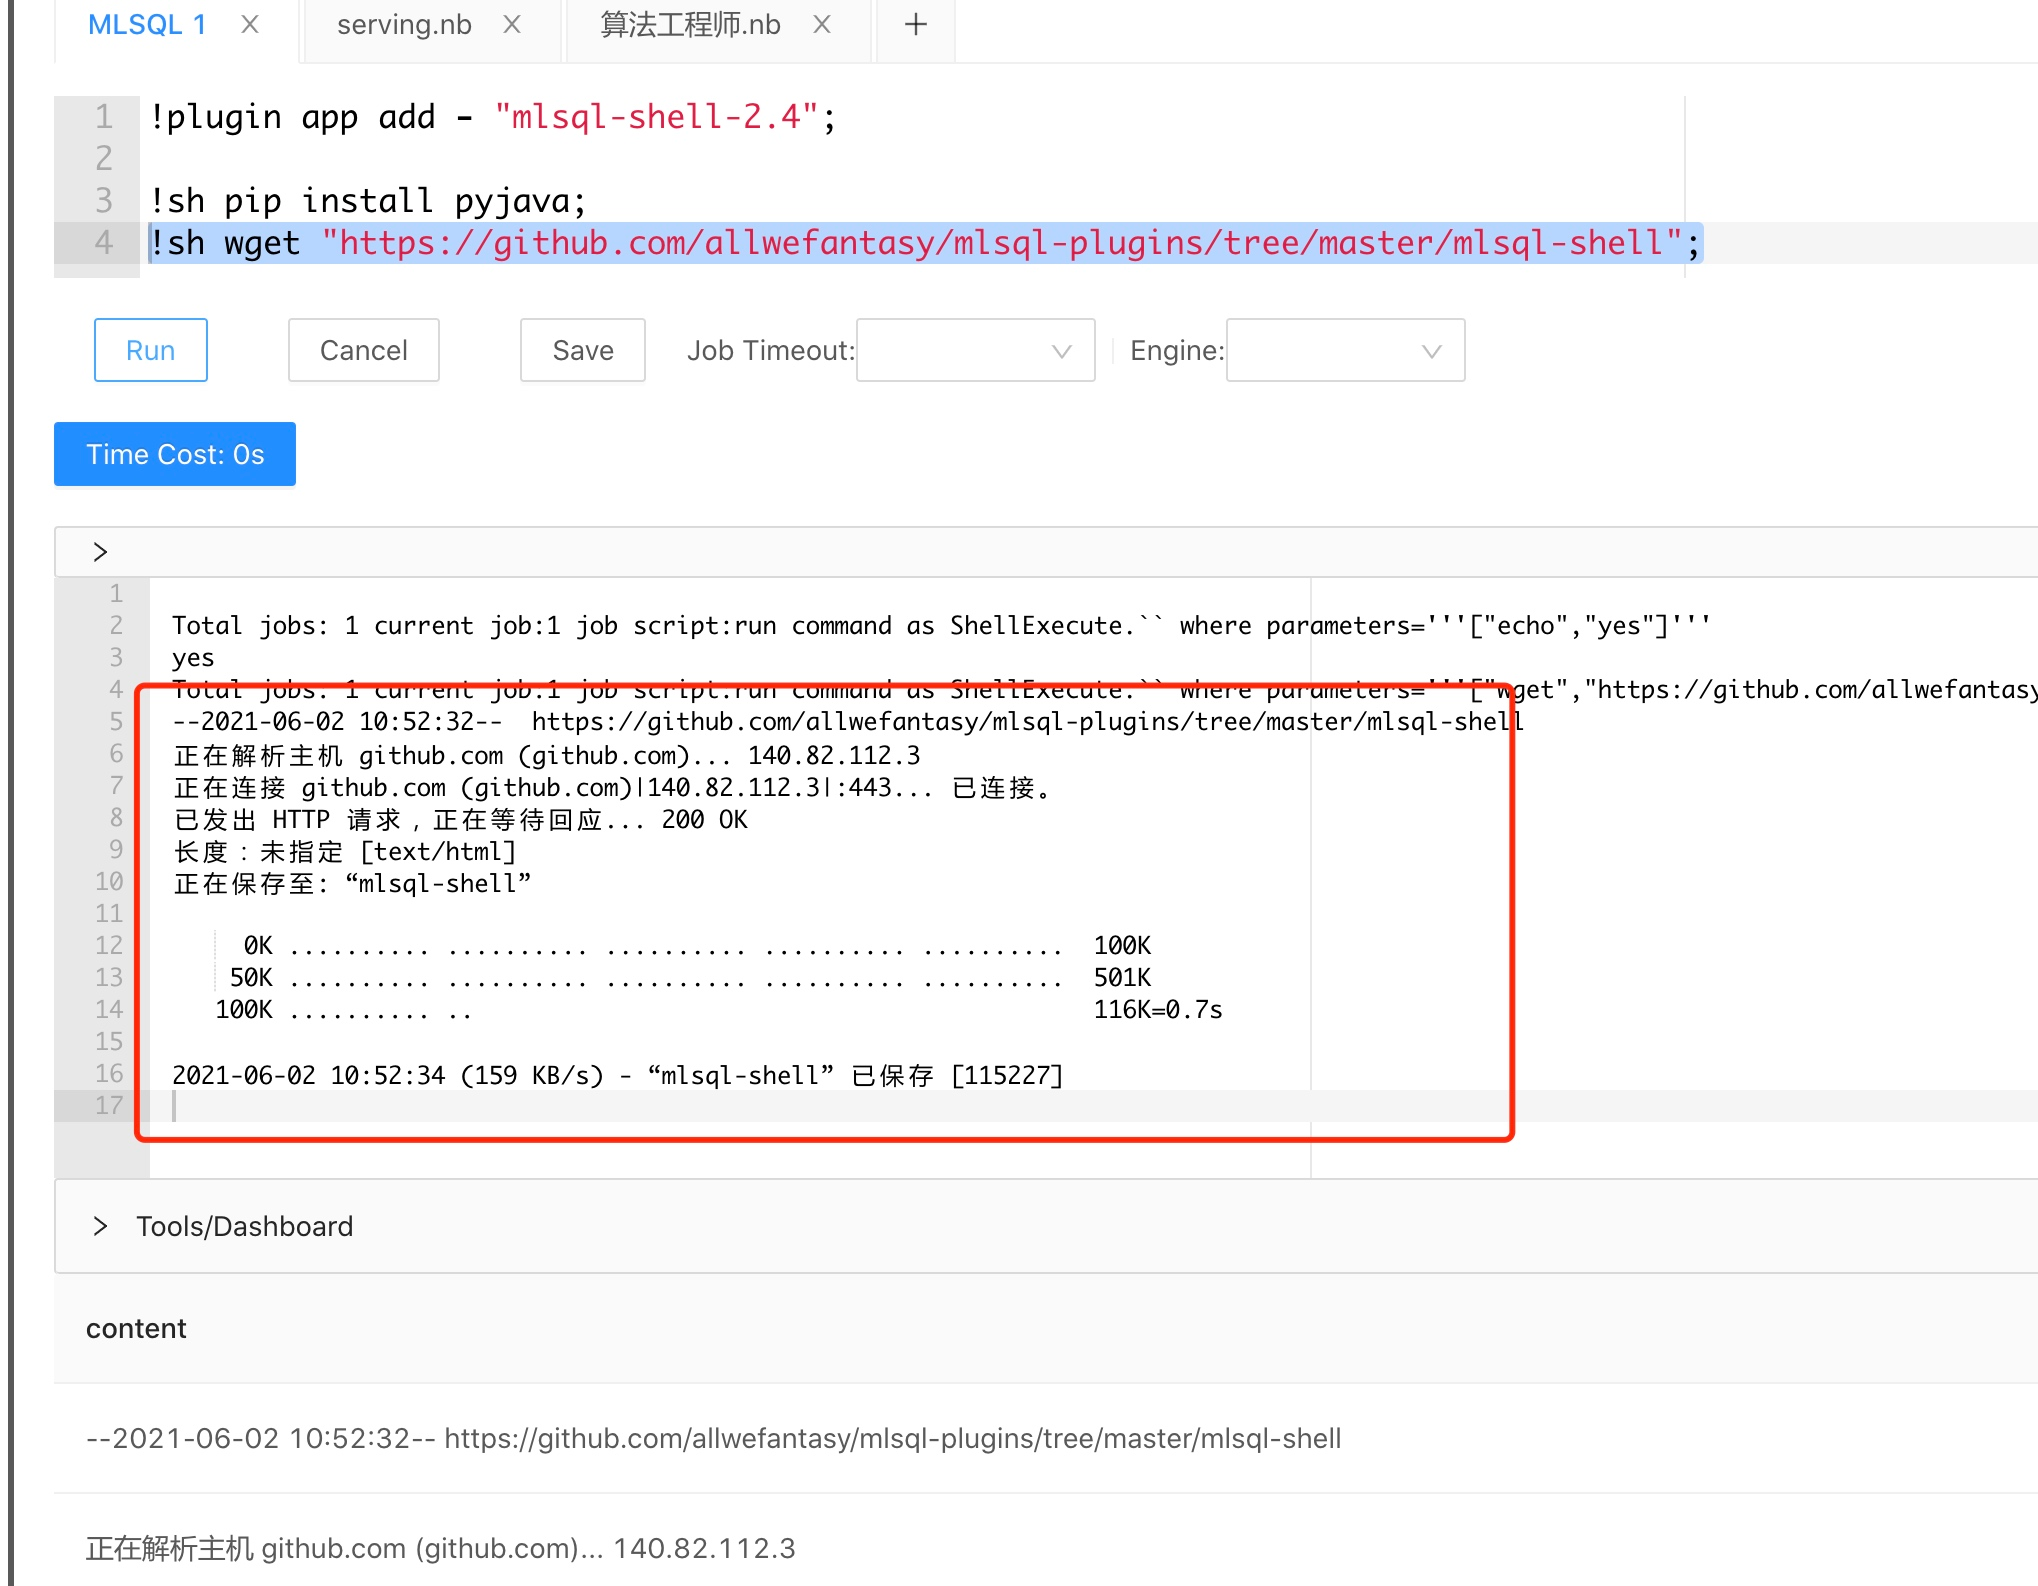 MLSQL 1 X serving.nb X 算法工程师.nb X +
1 !plugin app add - "mlsql-shell-2.4";
2
3 !sh pip install pyjava;
4 !sh wget "https://github.com/allwefantasy/mlsql-plugins/tree/master/mlsql-shell";
Run Cancel Save Job Timeout: Engine:
Time Cost: 0s
>
1
2 Total jobs: 1 current job:1 job script:run command as ShellExecute.`` where parameters='''["echo","yes"]'''
3 yes
4 Total jobs: 1 current job:1 job script:run command as ShellExecute.`` where parameters='''["wget","https://github.com/allwefantasy
5 --2021-06-02 10:52:32--  https://github.com/allwefantasy/mlsql-plugins/tree/master/mlsql-shell
6 正在解析主机 github.com (github.com)... 140.82.112.3
7 正在连接 github.com (github.com)|140.82.112.3|:443... 已连接。
8 已发出 HTTP 请求，正在等待回应... 200 OK
9 长度：未指定 [text/html]
10 正在保存至: “mlsql-shell”
11
12 0K .......... .......... .......... .......... .......... 100K
13 50K .......... .......... .......... .......... .......... 501K
14 100K .......... .. 116K=0.7s
15
16 2021-06-02 10:52:34 (159 KB/s) - “mlsql-shell” 已保存 [115227]
17
> Tools/Dashboard
content
--2021-06-02 10:52:32-- https://github.com/allwefantasy/mlsql-plugins/tree/master/mlsql-shell
正在解析主机 github.com (github.com)... 140.82.112.3